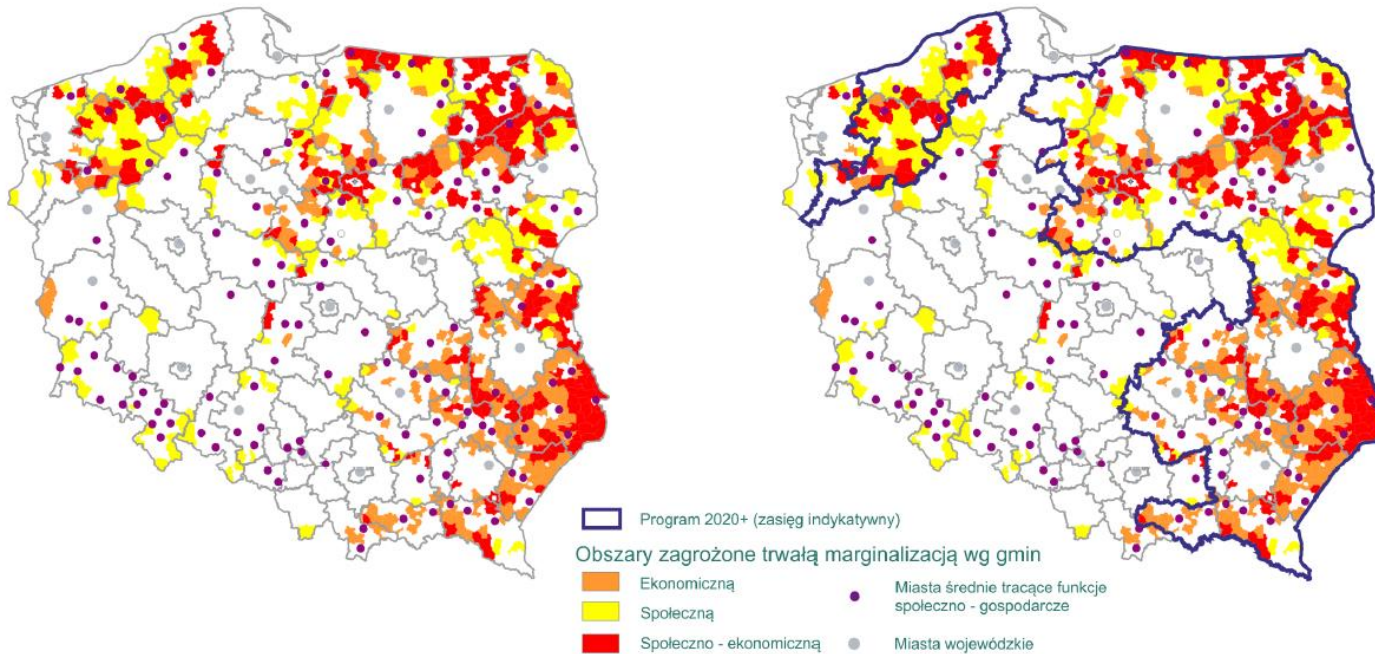 Program 2020+ (zasięg indykatywny)
Obszary zagrożone trwałą marginalizacją wg gmin
Ekonomiczną
Społeczną
Społeczno - ekonomiczną
Miasta średnie tracące funkcje
społeczno - gospodarcze
Miasta wojewódzkie